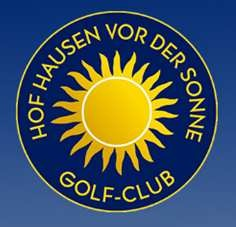 HOF HAUSEN VOR DER SONNE
GOLF-CLUB